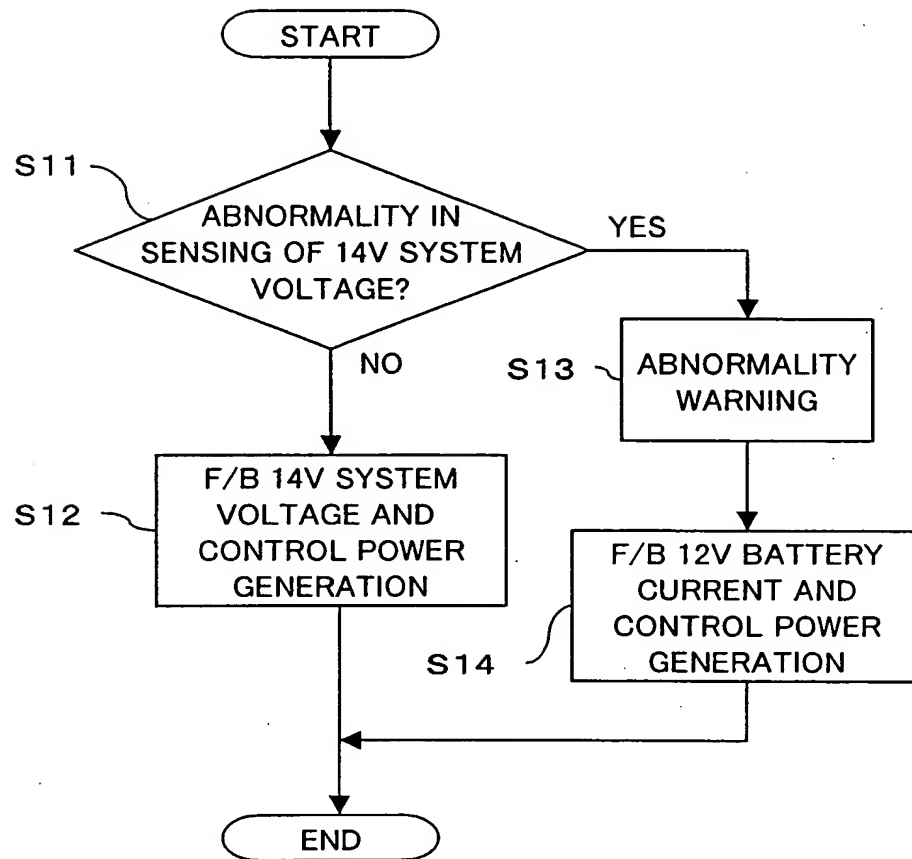 START
S11
ABNORMALITY IN
SENSING OF 14V SYSTEM
VOLTAGE?
YES
NO
S13
ABNORMALITY
WARNING
S12
F/B 14V SYSTEM
VOLTAGE AND
CONTROL POWER
GENERATION
S14
F/B 12V BATTERY
CURRENT AND
CONTROL POWER
GENERATION
END